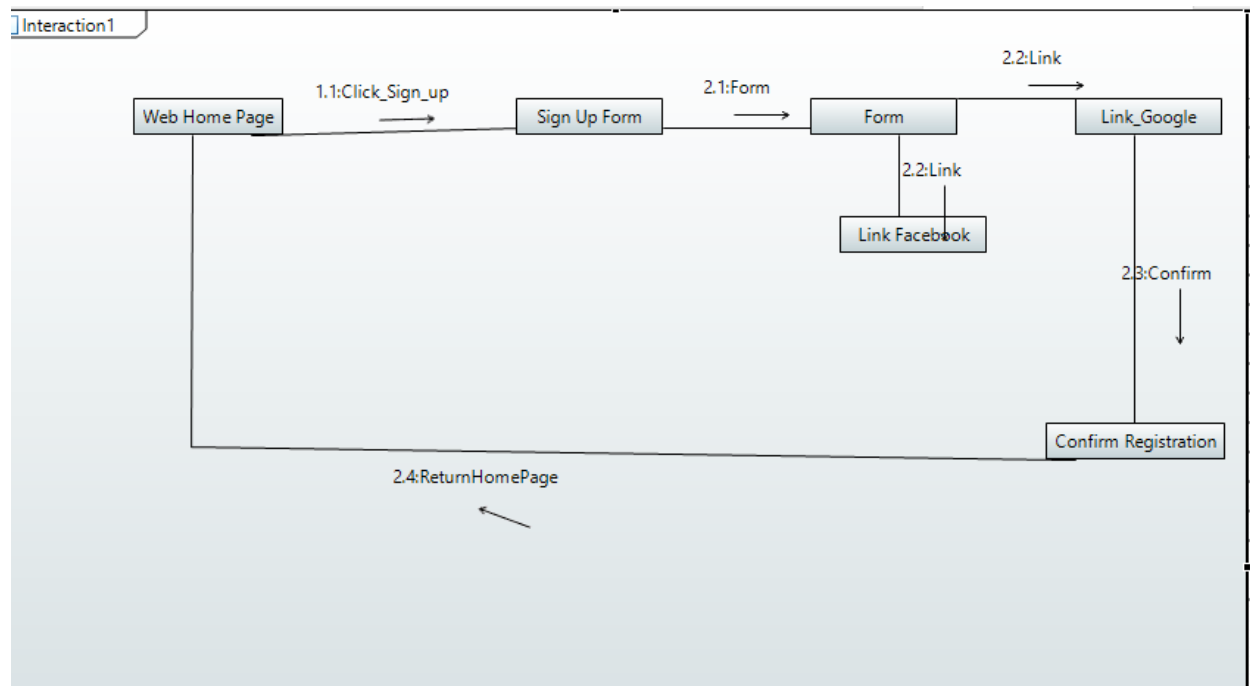 Interaction1
2.2:Link
1.1:Click_Sign_up
2.1:Form
Web Home Page
Sign Up Form
Form
Link_Google
2.2:Link
Link Facebook
2.3:Confirm
Confirm Registration
2.4:ReturnHomePage